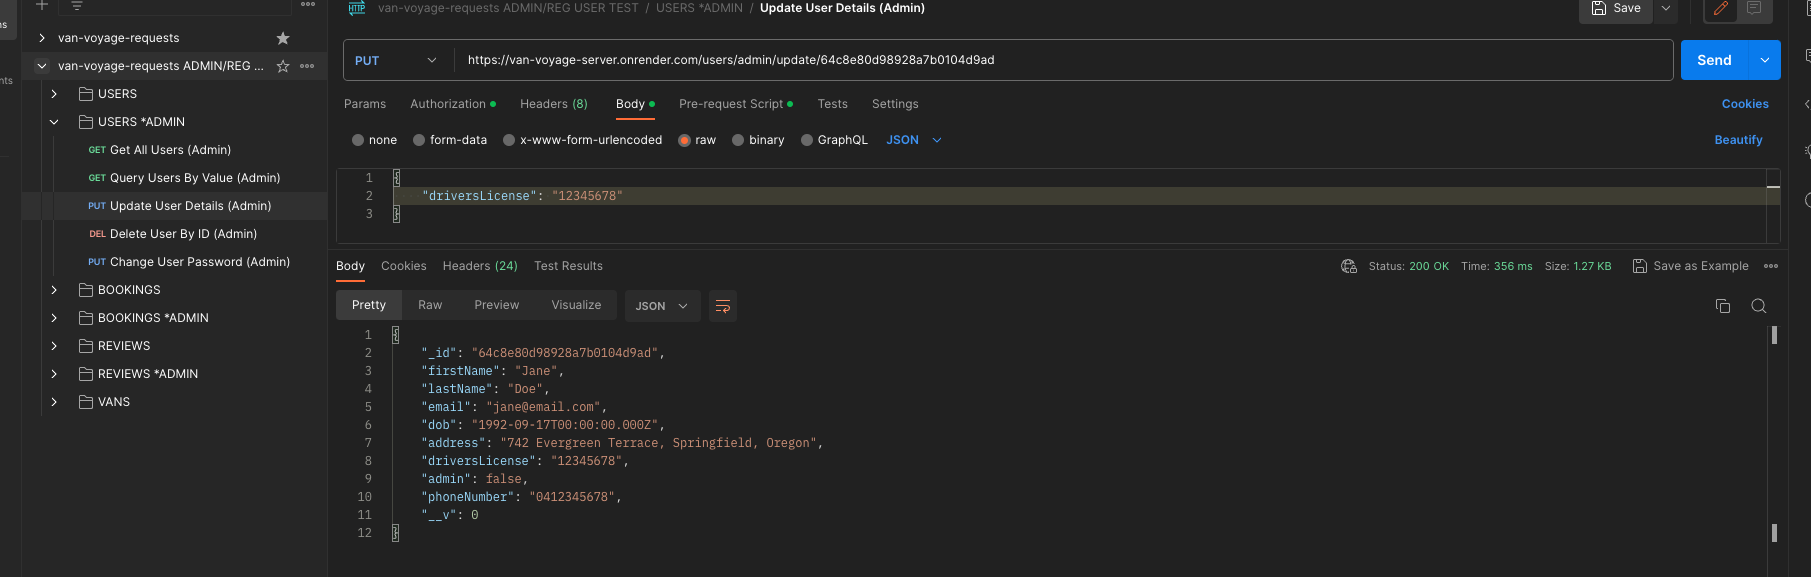 van-voyage-requests ADMIN/REG USER TEST / USERS *ADMIN / Update User Details (Admin)
Save
van-voyage-requests
van-voyage-requests ADMIN/REG ...
USERS
USERS *ADMIN
GET Get All Users (Admin)
GET Query Users By Value (Admin)
PUT Update User Details (Admin)
DEL Delete User By ID (Admin)
PUT Change User Password (Admin)
BOOKINGS
BOOKINGS *ADMIN
REVIEWS
REVIEWS *ADMIN
VANS
PUT https://van-voyage-server.onrender.com/users/admin/update/64c8e80d98928a7b0104d9ad Send
Params Authorization Headers (8) Body Pre-request Script Tests Settings Cookies
none form-data x-www-form-urlencoded raw binary GraphQL JSON Beautify
1 {
2 "driversLicense": "12345678"
3 }
Body Cookies Headers (24) Test Results Status: 200 OK Time: 356 ms Size: 1.27 KB Save as Example
Pretty Raw Preview Visualize JSON
1 {
2 "_id": "64c8e80d98928a7b0104d9ad",
3 "firstName": "Jane",
4 "lastName": "Doe",
5 "email": "jane@email.com",
6 "dob": "1992-09-17T00:00:00.000Z",
7 "address": "742 Evergreen Terrace, Springfield, Oregon",
8 "driversLicense": "12345678",
9 "admin": false,
10 "phoneNumber": "0412345678",
11 "__v": 0
12 }